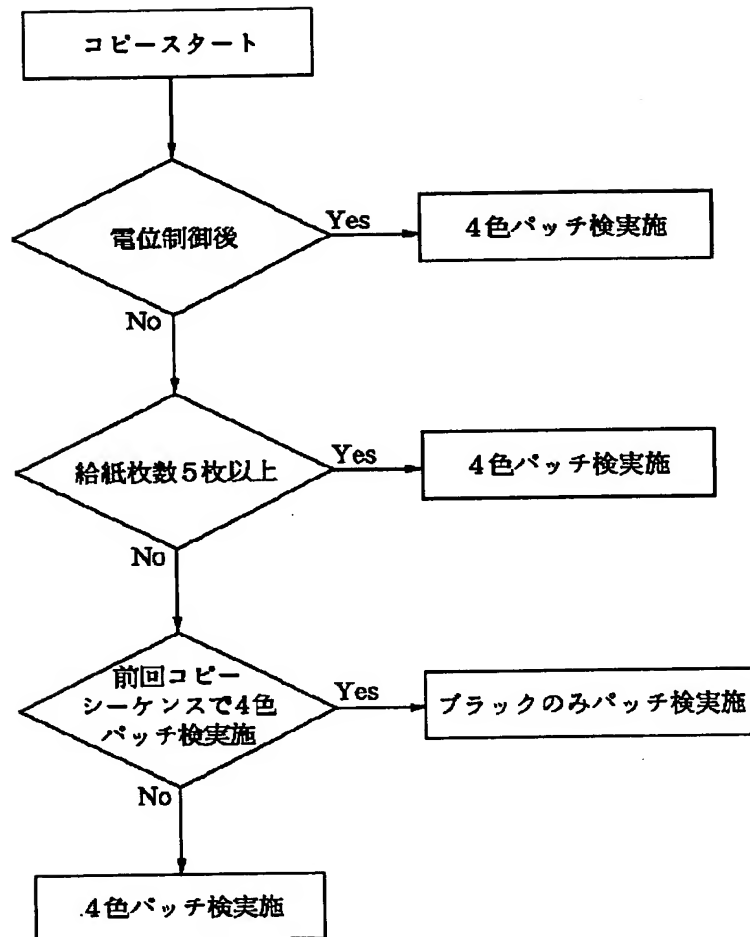 コピースタート
電位制御後
Yes
4色パッチ検実施
No
給紙枚数5枚以上
Yes
4色パッチ検実施
No
前回コピー
シーケンスで4色
パッチ検実施
Yes
ブラックのみパッチ検実施
No
4色パッチ検実施